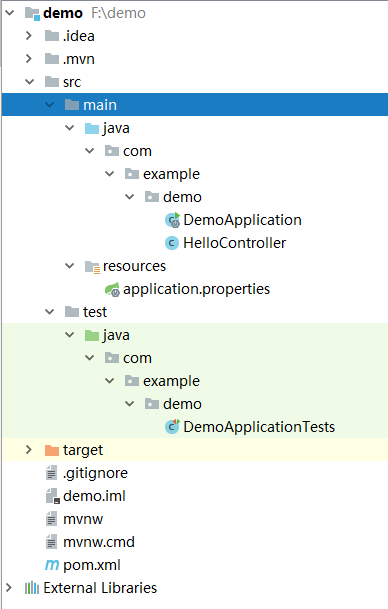 demo F:\demo
.idea
.mvn
src
main
java
com
example
demo
DemoApplication
HelloController
resources
application.properties
test
java
com
example
demo
DemoApplicationTests
target
.gitignore
demo.iml
mvnw
mvnw.cmd
pom.xml
External Libraries